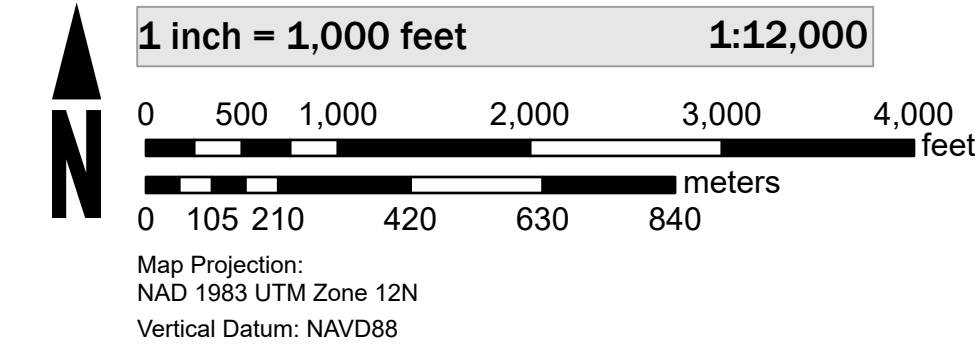 1 inch = 1,000 feet 1:12,000
0 500 1,000 2,000 3,000 4,000
feet
meters
0 105 210 420 630 840
N
Map Projection:
NAD 1983 UTM Zone 12N
Vertical Datum: NAVD88